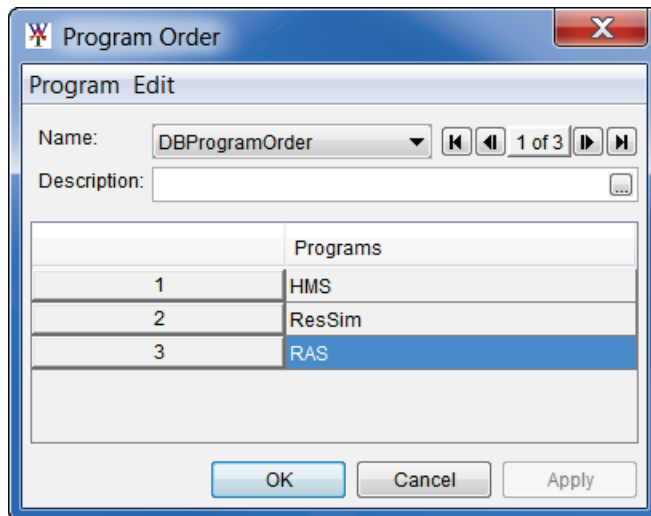 Program Order
Program Edit
Name: DBProgramOrder 1 of 3
Description: ...
Programs
1 HMS
2 ResSim
3 RAS
OK Cancel Apply